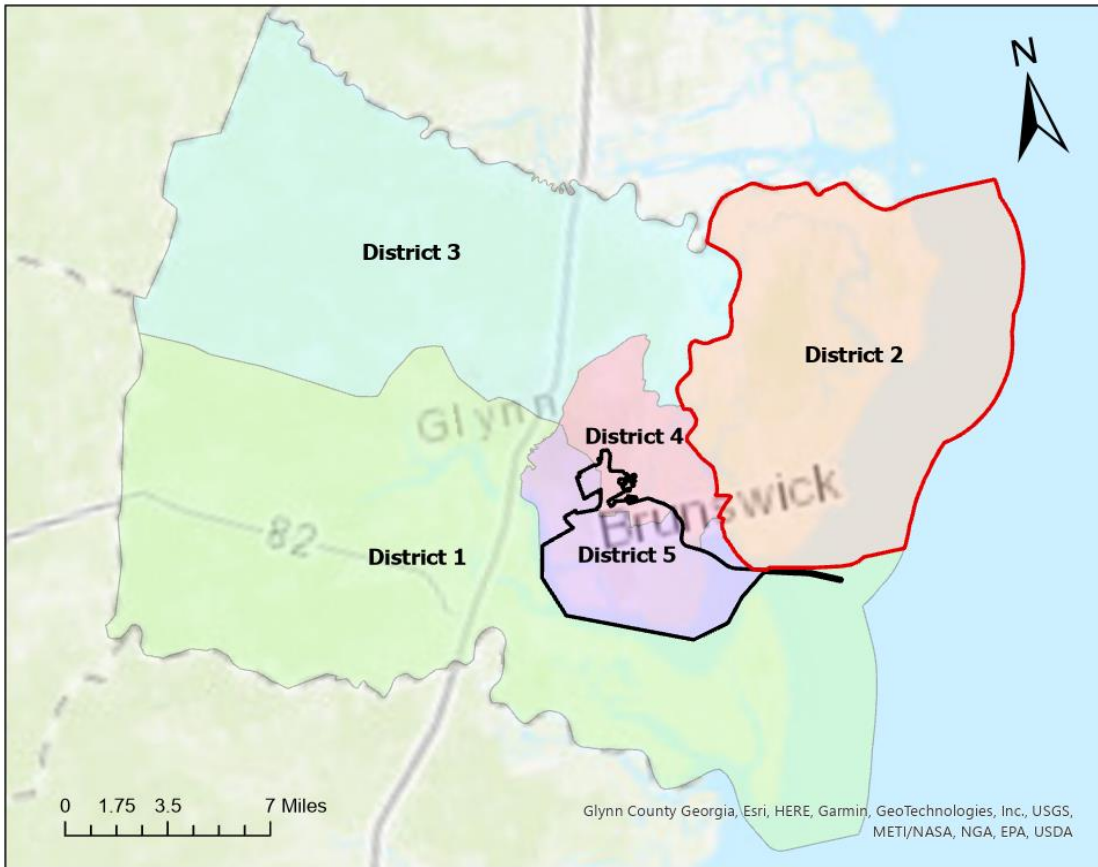 N
District 3
District 2
Glynn
District 4
Brunswick
82
District 1
District 5
0 1.75 3.5 7 Miles
Glynn County Georgia, Esri, HERE, Garmin, GeoTechnologies, Inc., USGS,
METI/NASA, NGA, EPA, USDA